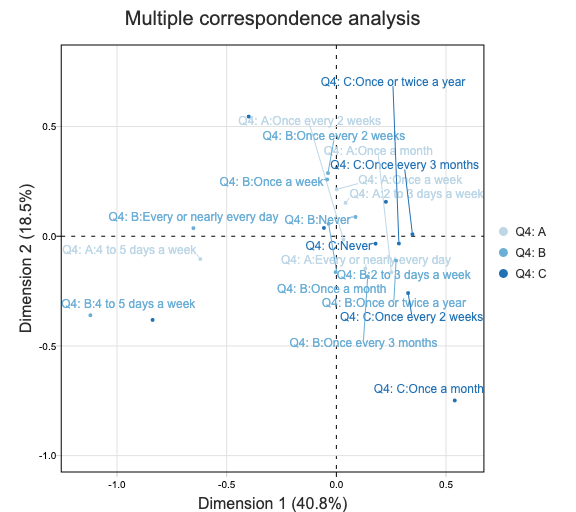 Multiple correspondence analysis
Q4: C:Once or twice a year
Q4: A:Once every 2 weeks
Q4: B:Once every 2 weeks
Q4: A:Once a month
Q4: C:Once every 3 months
Q4: B:Once a week
Q4: A:Once a week
Q4: A:2 to 3 days a week
Q4: B:Every or nearly every day
Q4: B:Never
Q4: C:Never
Q4: A:4 to 5 days a week
Q4: A:Every or nearly every day
Q4: B:2 to 3 days a week
Q4: B:Once a month
Q4: B:4 to 5 days a week
Q4: B:Once or twice a year
Q4: C:Once every 2 weeks
Q4: B:Once every 3 months
Q4: C:Once a month
0.5
0.0
-0.5
-1.0
Dimension 2 (18.5%)
-1.0
-0.5
0.0
0.5
Dimension 1 (40.8%)
Q4: A
Q4: B
Q4: C